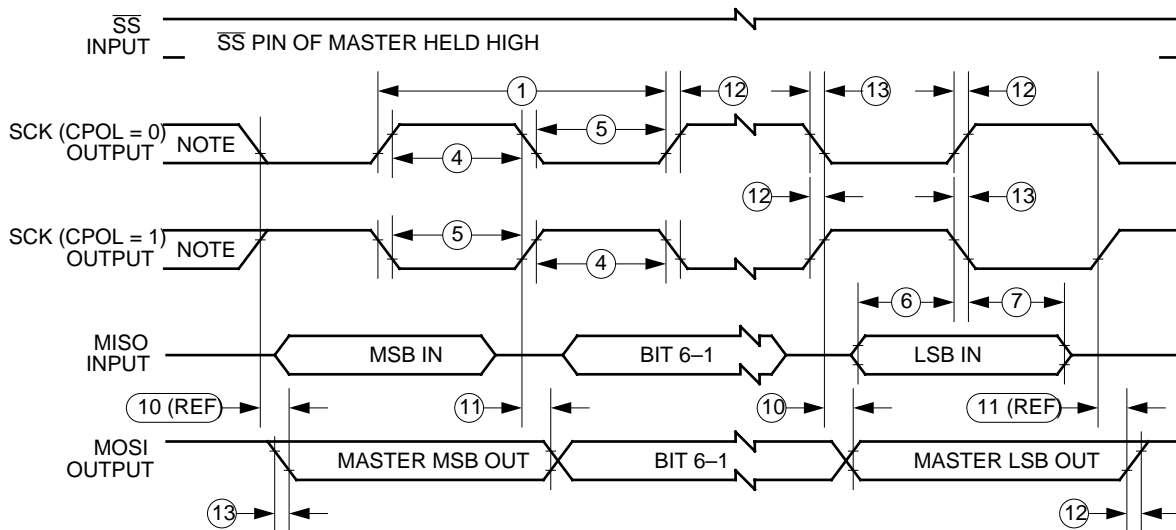 SS
INPUT
SS PIN OF MASTER HELD HIGH
1
12
13
12
SCK (CPOL = 0)
OUTPUT
NOTE
5
4
12
13
SCK (CPOL = 1)
OUTPUT
NOTE
5
4
6
7
MISO
INPUT
MSB IN
BIT 6–1
LSB IN
10 (REF)
11
10
11 (REF)
MOSI
OUTPUT
MASTER MSB OUT
BIT 6–1
MASTER LSB OUT
13
12